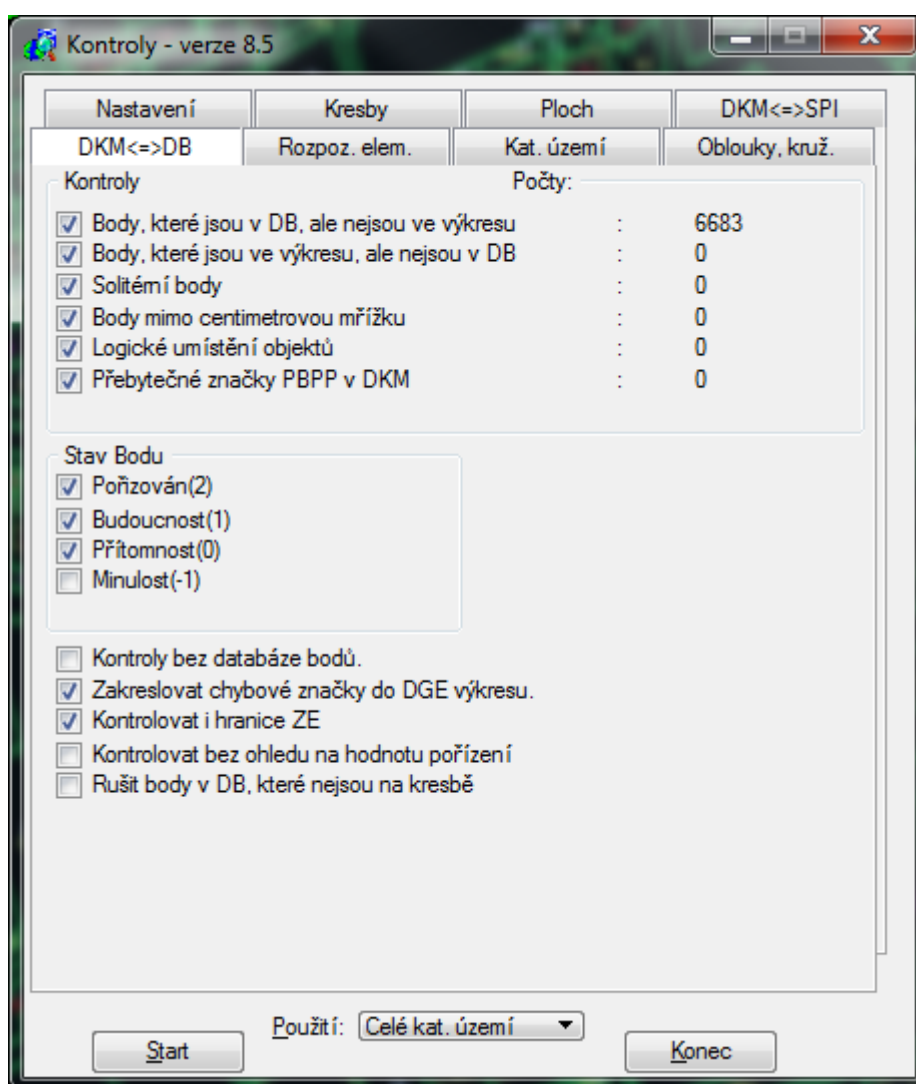 Kontroly - verze 8.5
Nastavení Kresby Ploch DKM<=>SPI
DKM<=>DB Rozpoz. elem. Kat. území Oblouky, kruž.
Kontroly Počty:
Body, které jsou v DB, ale nejsou ve výkresu : 6683
Body, které jsou ve výkresu, ale nejsou v DB : 0
Solitérní body : 0
Body mimo centimetrovou mřížku : 0
Logické umístění objektů : 0
Přebytečné značky PBPP v DKM : 0
Stav Bodu
Pořizován(2)
Budoucnost(1)
Přítomnost(0)
Minulost(-1)
Kontroly bez databáze bodů.
Zakreslovat chybové značky do DGE výkresu.
Kontrolovat i hranice ZE
Kontrolovat bez ohledu na hodnotu pořízení
Rušit body v DB, které nejsou na kresbě
Použití: Celé kat. území
Start Konec